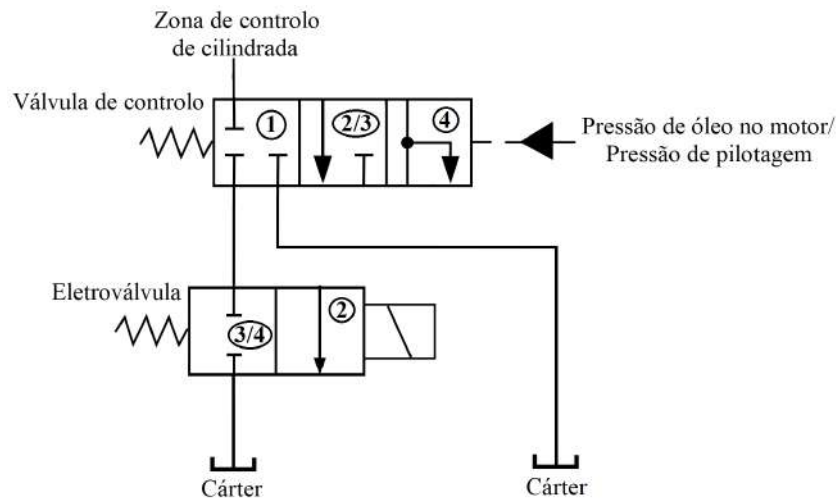 Zona de controlo
de cilindrada
Válvula de controlo
1
2/3
4
Pressão de óleo no motor/
Pressão de pilotagem
Eletroválvula
3/4
2
Cárter
Cárter